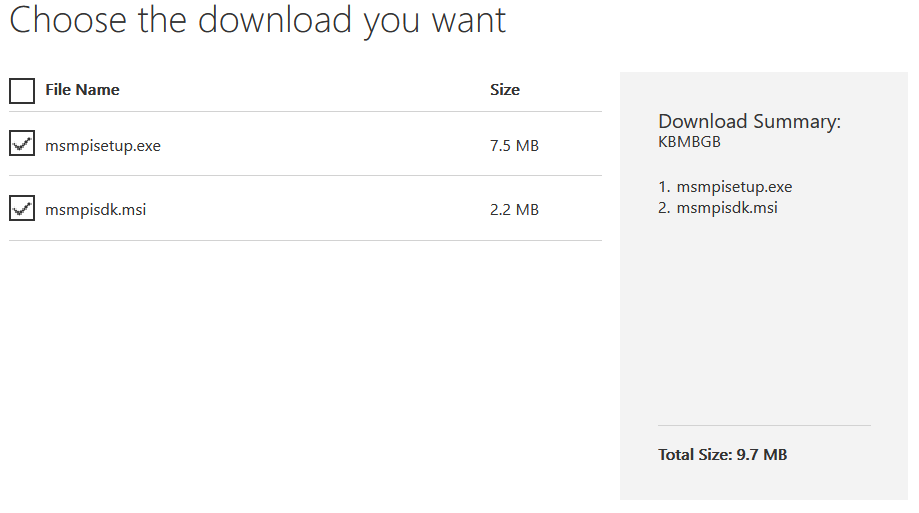 Choose the download you want
File Name Size
msmpisetup.exe 7.5 MB
msmpisdk.msi 2.2 MB
Download Summary:
KBMBGB
1. msmpisetup.exe
2. msmpisdk.msi
Total Size: 9.7 MB